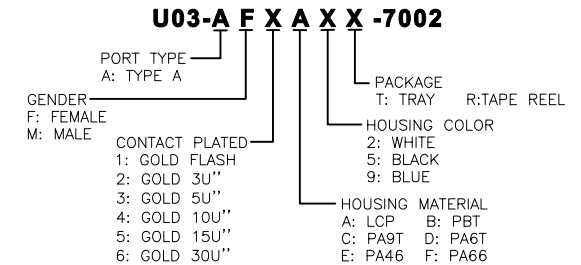 U03-A F X A X X -7002
PORT TYPE
A: TYPE A
PACKAGE
T: TRAY R:TAPE REEL
GENDER
F: FEMALE
M: MALE
HOUSING COLOR
2: WHITE
5: BLACK
9: BLUE
CONTACT PLATED
1: GOLD FLASH
2: GOLD 3U''
3: GOLD 5U''
4: GOLD 10U''
5: GOLD 15U''
6: GOLD 30U''
HOUSING MATERIAL
A: LCP B: PBT
C: PA9T D: PA6T
E: PA46 F: PA66